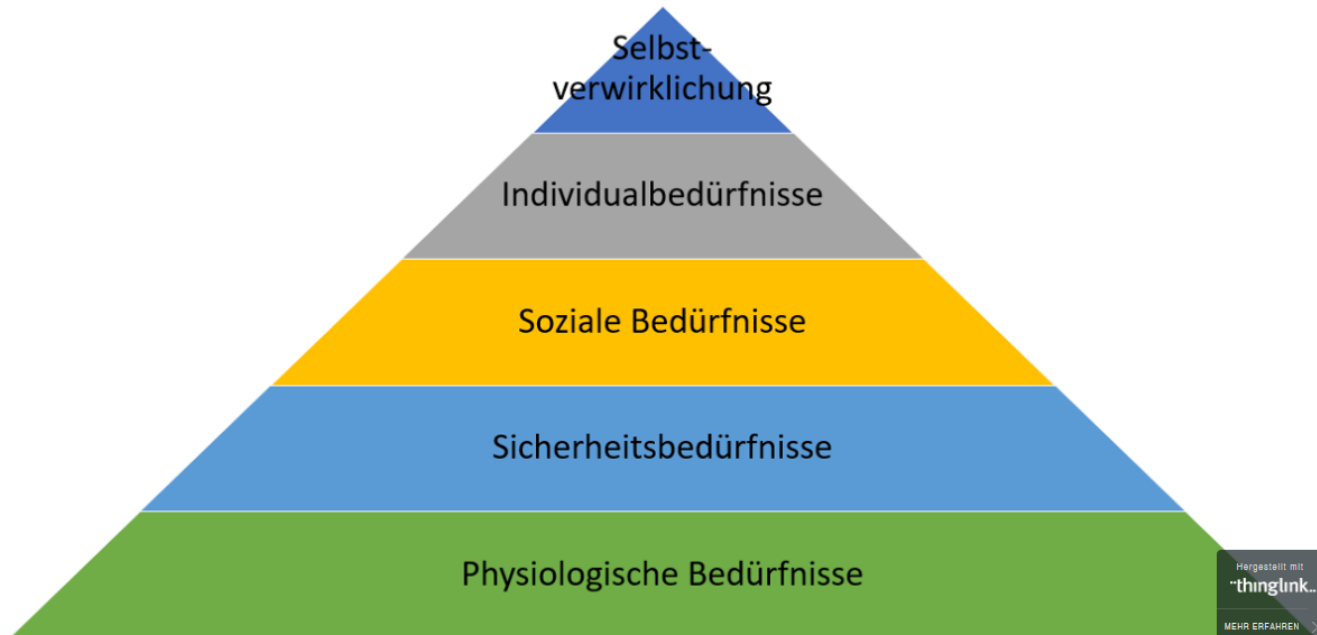 Selbst-
verwirklichung
Individualbedürfnisse
Soziale Bedürfnisse
Sicherheitsbedürfnisse
Physiologische Bedürfnisse
Hergestellt mit
thinglink..
MEHR ERFAHREN